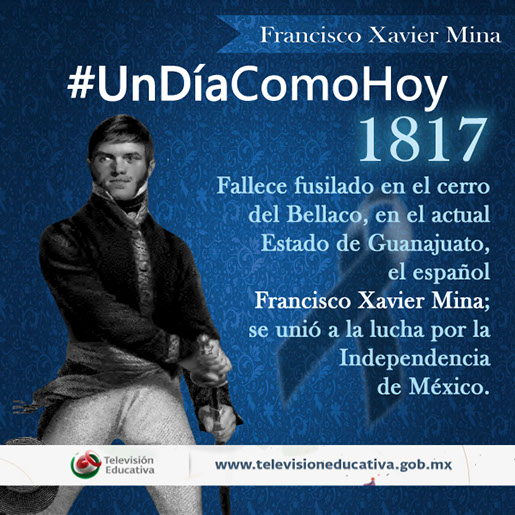 Francisco Xavier Mina
#UnDíaComoHoy
1817
Fallece fusilado en el cerro
del Bellaco, en el actual
Estado de Guanajuato,
el español
Francisco Xavier Mina;
se unió a la lucha por la
Independencia
de México.
Televisión
Educativa
www.televisioneducativa.gob.mx